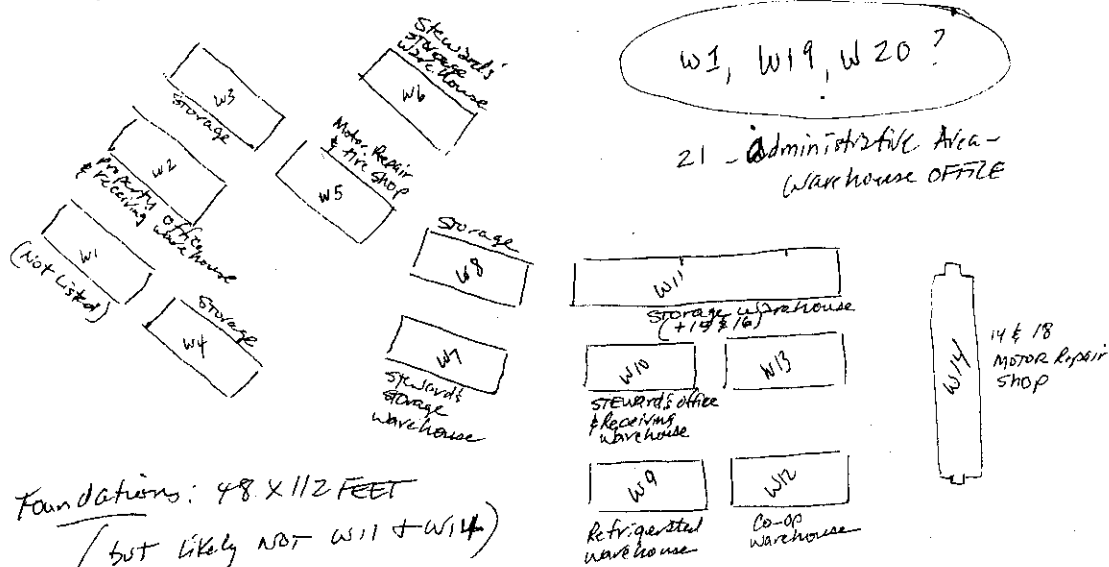 Steward's
storage
warehouse
W6
W1, W19, W20?
21 - Administrative Area -
Warehouse OFFICE
W3
Storage
Motor Repair
& tire
shop
W5
W2
Property office
& receiving
warehouse
W1
(Not Listed)
Storage
W4
Storage
W8
W7
Steward's
storage
warehouse
W11
Storage warehouse
(+15 & 16)
W10
STEWARD'S office
& Receiving
warehouse
W13
W14
14 & 18
MOTOR Repair
SHOP
W9
Refrigerated
warehouse
W12
Co-op
warehouse
Foundations: 48 X 112 FEET
(but likely NOT W11 + W14)